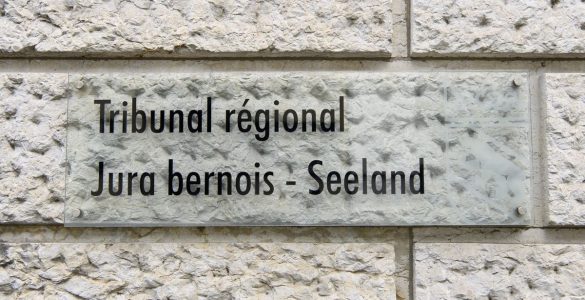 Tribunal régional
Jura bernois - Seeland